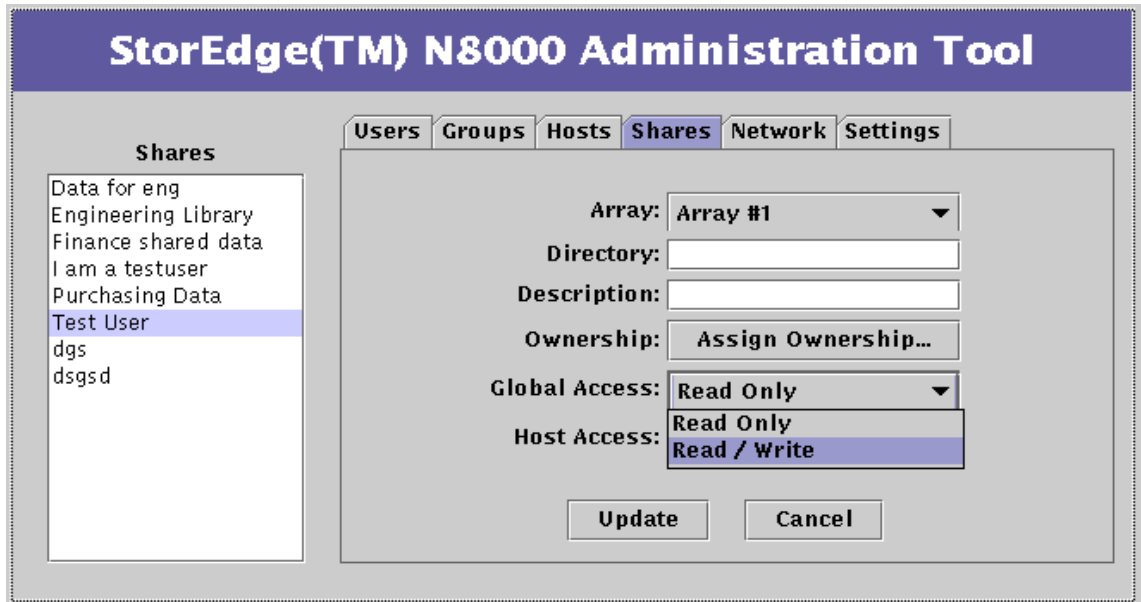 StorEdge(TM) N8000 Administration Tool
Users Groups Hosts Shares Network Settings
Shares
Data for eng
Engineering Library
Finance shared data
I am a testuser
Purchasing Data
Test User
dgs
dsgsd
Array: Array #1
Directory:
Description:
Ownership: Assign Ownership...
Global Access: Read Only
Read Only
Host Access:
Read / Write
Update Cancel